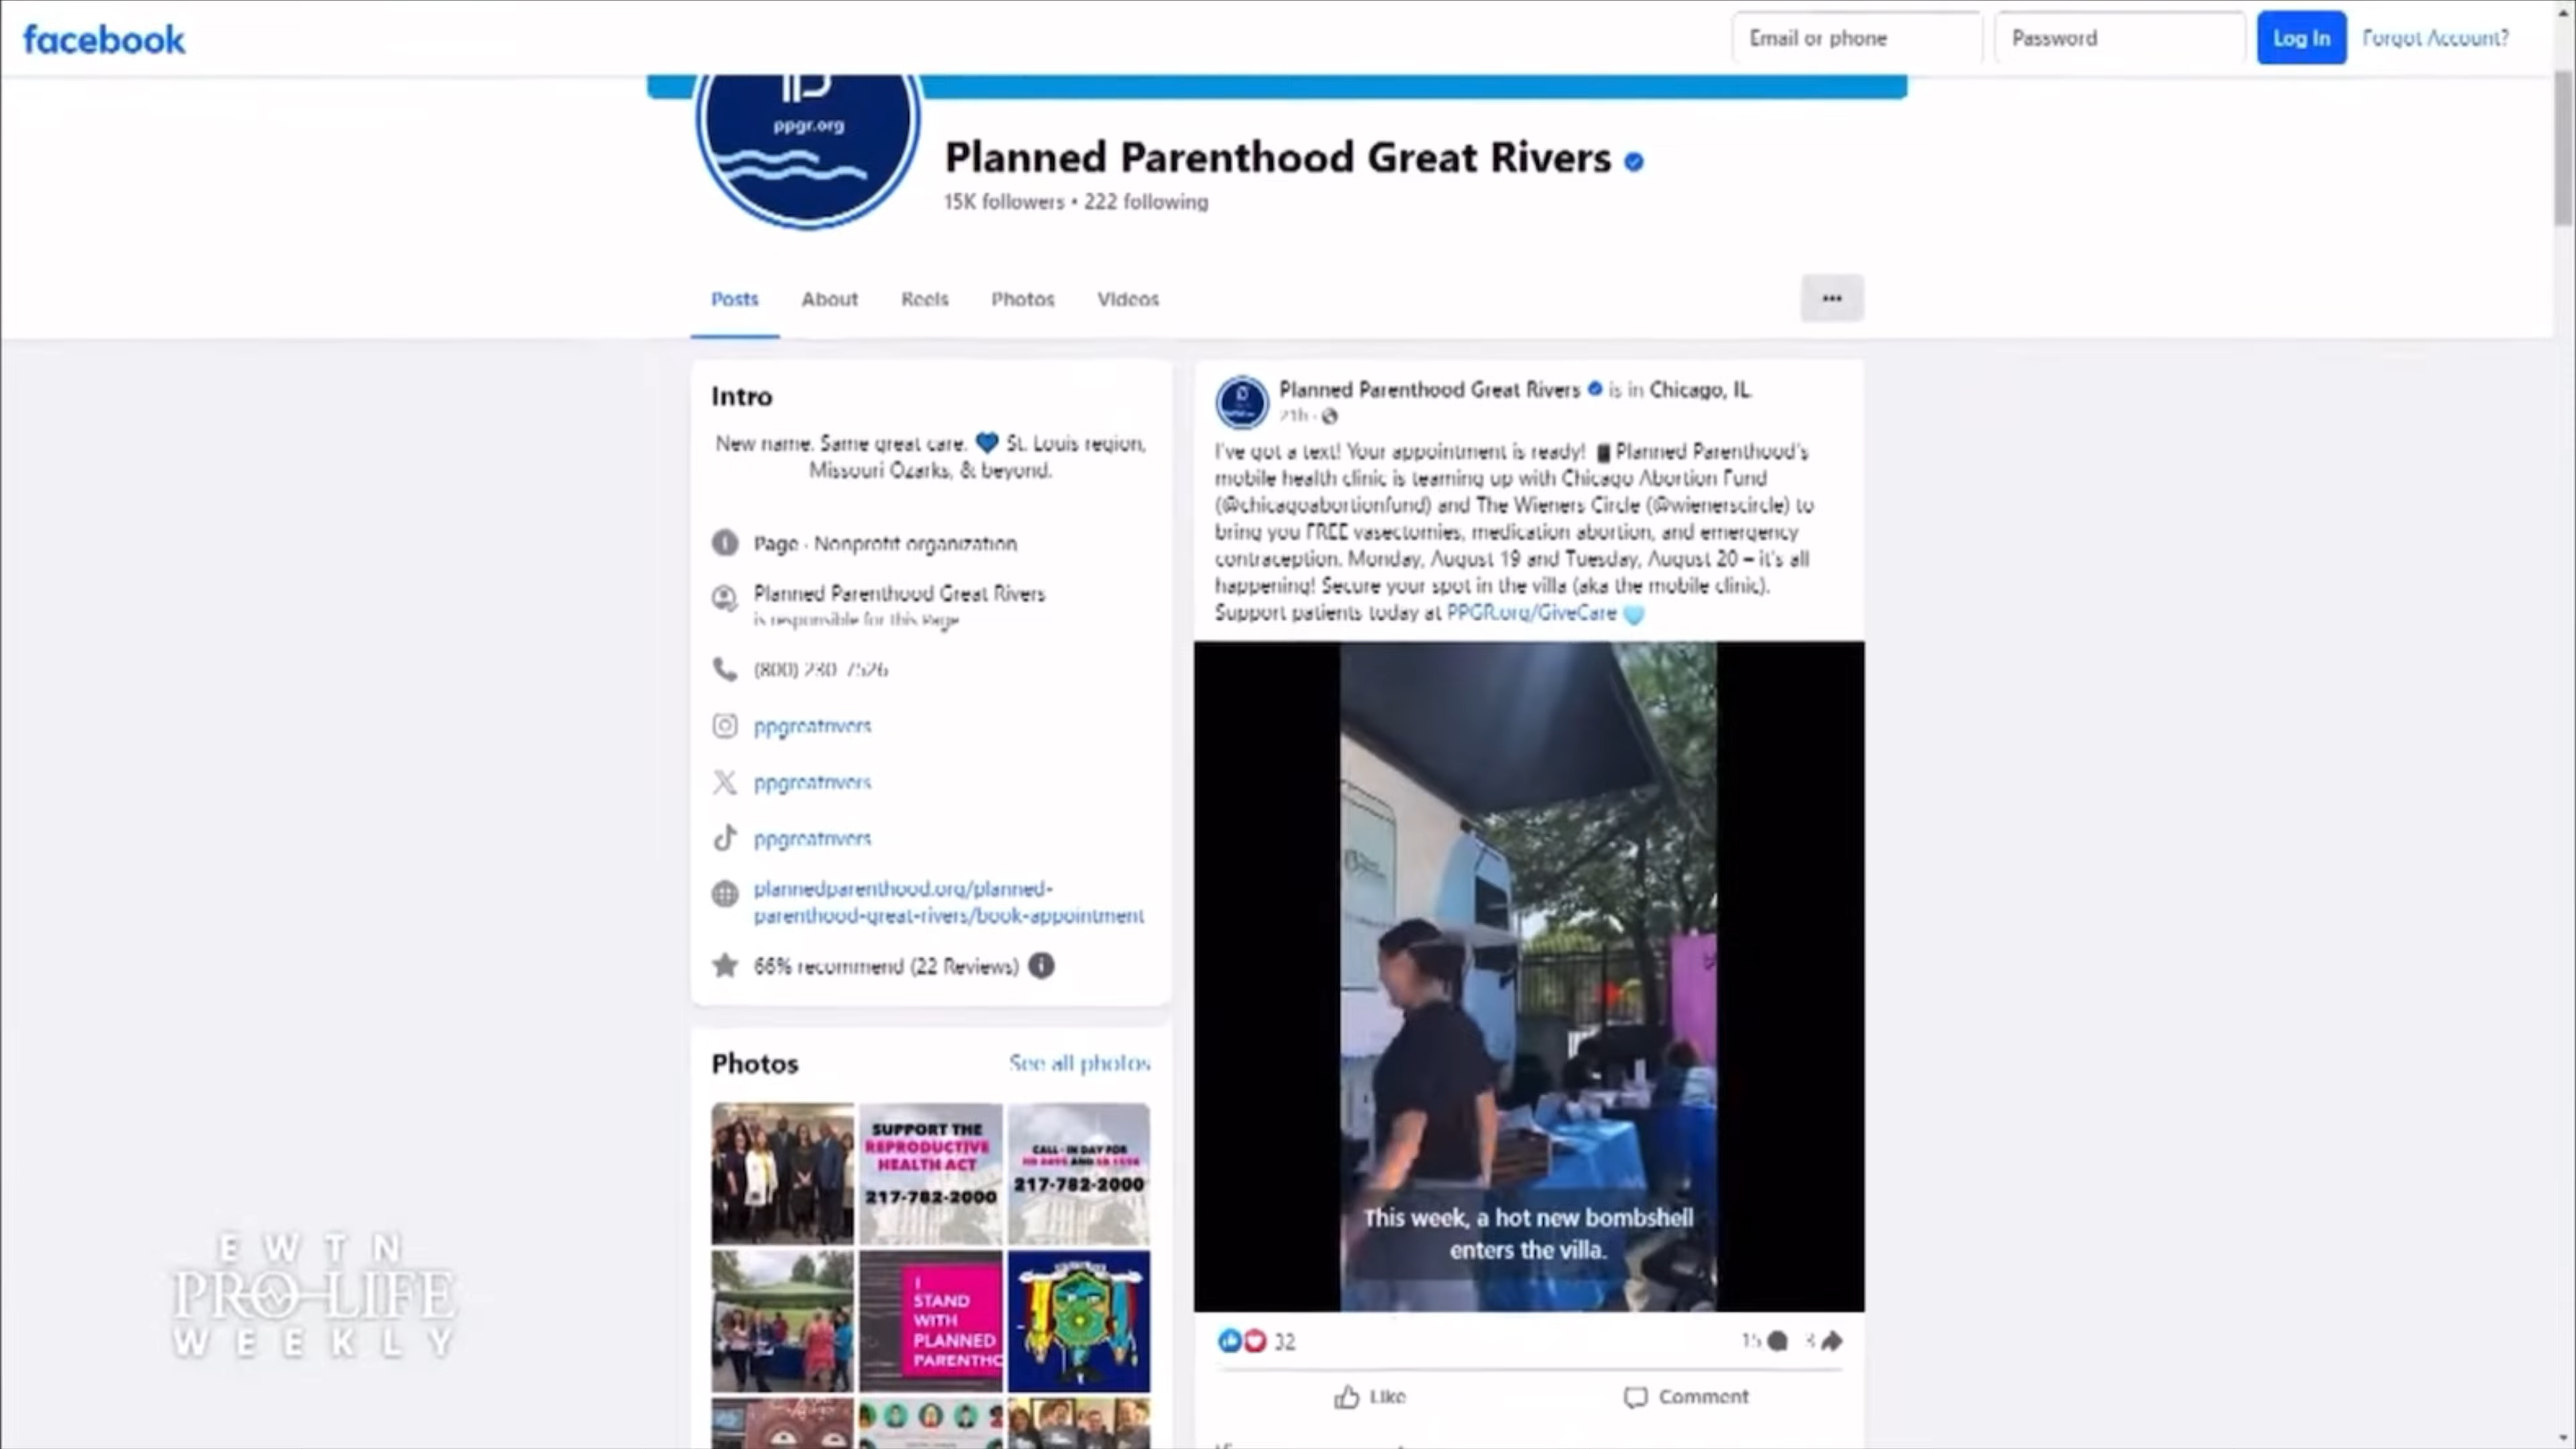 facebook
Email or phone
Password
Log In
Forgot Account?
ppgr.org
Planned Parenthood Great Rivers
15K followers • 222 following
Posts
About
Reels
Photos
Videos
Intro
New name. Same great care. 💙 St. Louis region,
Missouri Ozarks, & beyond.
Page · Nonprofit organization
Planned Parenthood Great Rivers
is responsible for this Page
(800) 230-7526
ppgreatrivers
ppgreatrivers
ppgreatrivers
plannedparenthood.org/planned-
parenthood-great-rivers/book-appointment
66% recommend (22 Reviews)
Photos
See all photos
SUPPORT THE
REPRODUCTIVE
HEALTH ACT
217-782-2000
CALL-IN DAY FOR
AND
217-782-2000
I
STAND
WITH
PLANNED
PARENTHO
Planned Parenthood Great Rivers is in Chicago, IL.
21h
I've got a text! Your appointment is ready! 📱Planned Parenthood's
mobile health clinic is teaming up with Chicago Abortion Fund
(@chicagoabortionfund) and The Wieners Circle (@wienerscircle) to
bring you FREE vasectomies, medication abortion, and emergency
contraception. Monday, August 19 and Tuesday, August 20 – it's all
happening! Secure your spot in the villa (aka the mobile clinic).
Support patients today at PPGR.org/GiveCare 🩵
This week, a hot new bombshell
enters the villa.
32
15
3
Like
Comment
EWTN
PRO-LIFE
WEEKLY